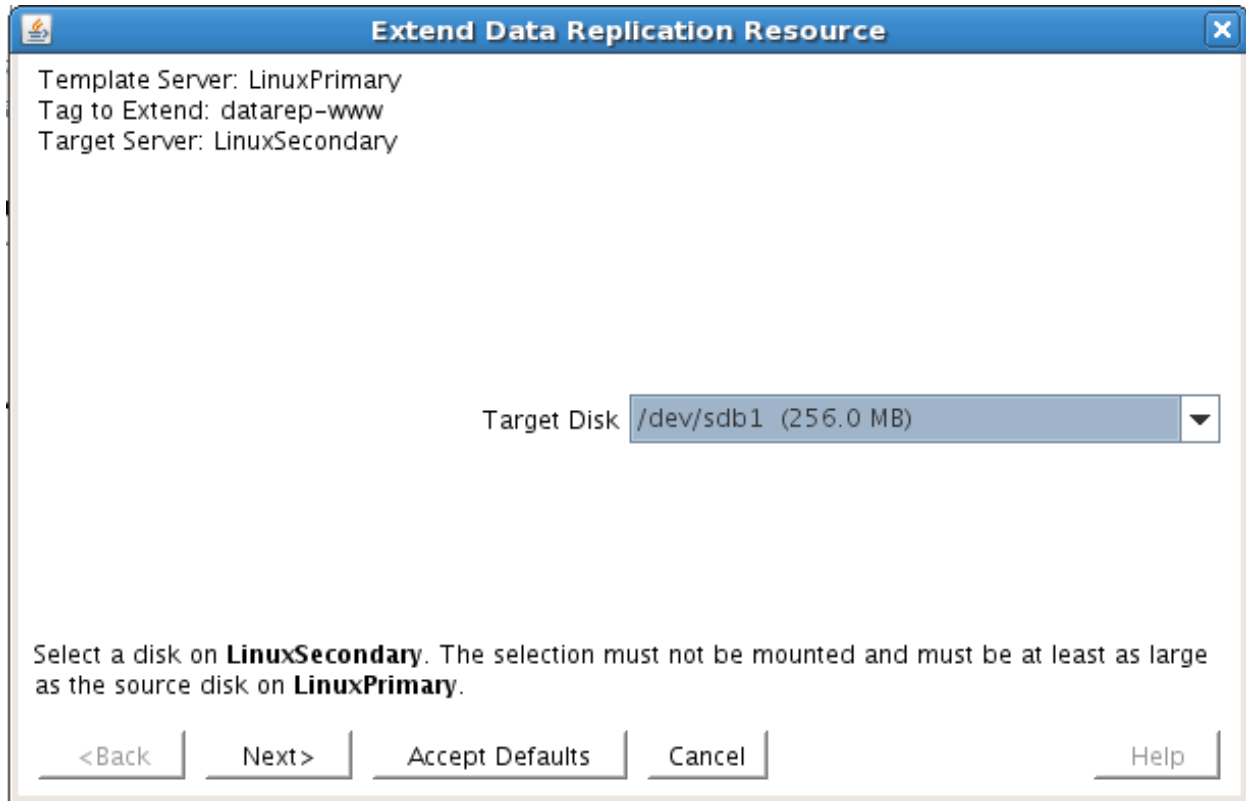 Extend Data Replication Resource
Template Server: LinuxPrimary
Tag to Extend: datarep-www
Target Server: LinuxSecondary
Target Disk /dev/sdb1 (256.0 MB)
Select a disk on LinuxSecondary. The selection must not be mounted and must be at least as large
as the source disk on LinuxPrimary.
<Back Next> Accept Defaults Cancel Help